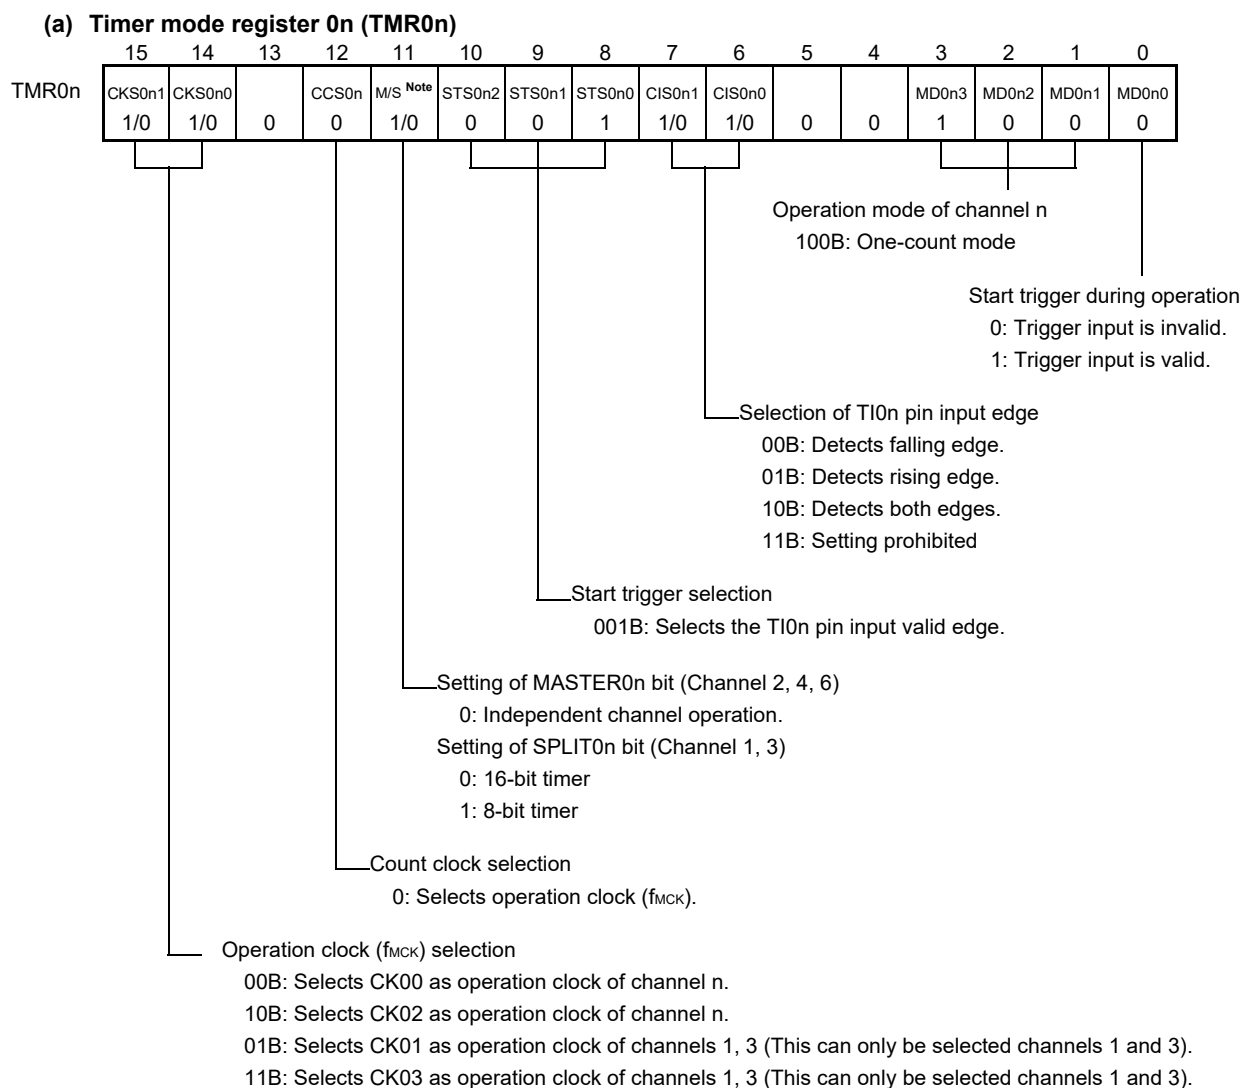 (a) Timer mode register 0n (TMR0n)
15 14 13 12 11 10 9 8 7 6 5 4 3 2 1 0
TMR0n CKS0n1 CKS0n0 CCS0n M/S Note STS0n2 STS0n1 STS0n0 CIS0n1 CIS0n0 MD0n3 MD0n2 MD0n1 MD0n0
1/0 1/0 0 0 1/0 0 0 1 1/0 1/0 0 0 1 0 0 0
Operation mode of channel n
100B: One-count mode
Start trigger during operation
0: Trigger input is invalid.
1: Trigger input is valid.
Selection of TI0n pin input edge
00B: Detects falling edge.
01B: Detects rising edge.
10B: Detects both edges.
11B: Setting prohibited
Start trigger selection
001B: Selects the TI0n pin input valid edge.
Setting of MASTER0n bit (Channel 2, 4, 6)
0: Independent channel operation.
Setting of SPLIT0n bit (Channel 1, 3)
0: 16-bit timer
1: 8-bit timer
Count clock selection
0: Selects operation clock (fMCK).
Operation clock (fMCK) selection
00B: Selects CK00 as operation clock of channel n.
10B: Selects CK02 as operation clock of channel n.
01B: Selects CK01 as operation clock of channels 1, 3 (This can only be selected channels 1 and 3).
11B: Selects CK03 as operation clock of channels 1, 3 (This can only be selected channels 1 and 3).